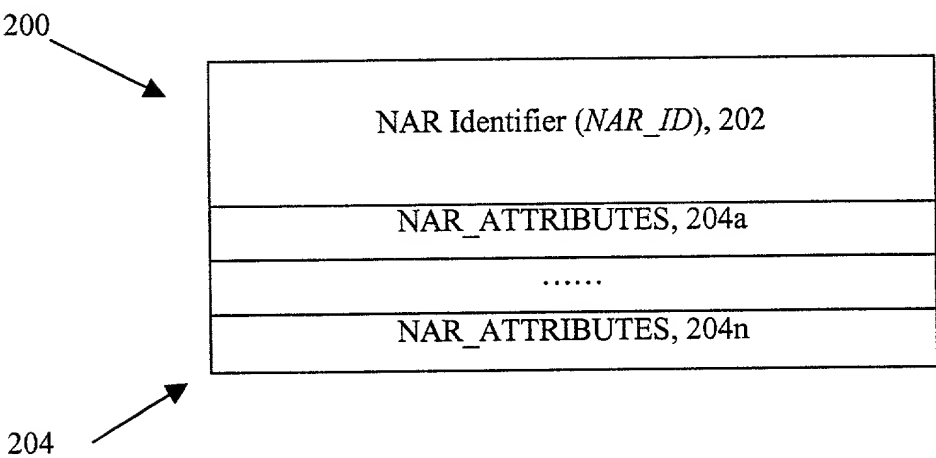 200
NAR Identifier (NAR_ID), 202
NAR_ATTRIBUTES, 204a
......
NAR_ATTRIBUTES, 204n
204